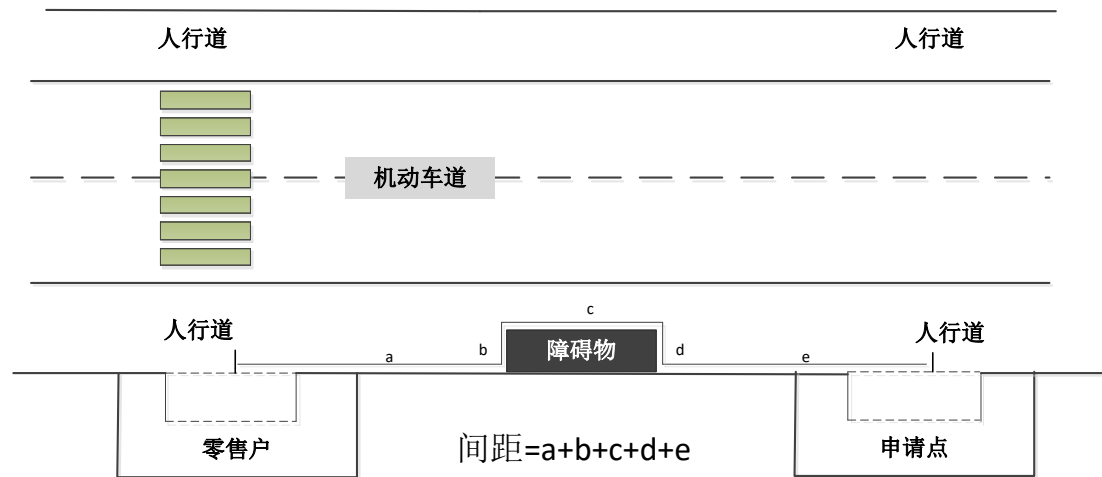 人行道 人行道
机动车道
c
人行道 障碍物 人行道
a b d e
零售户 间距=a+b+c+d+e 申请点